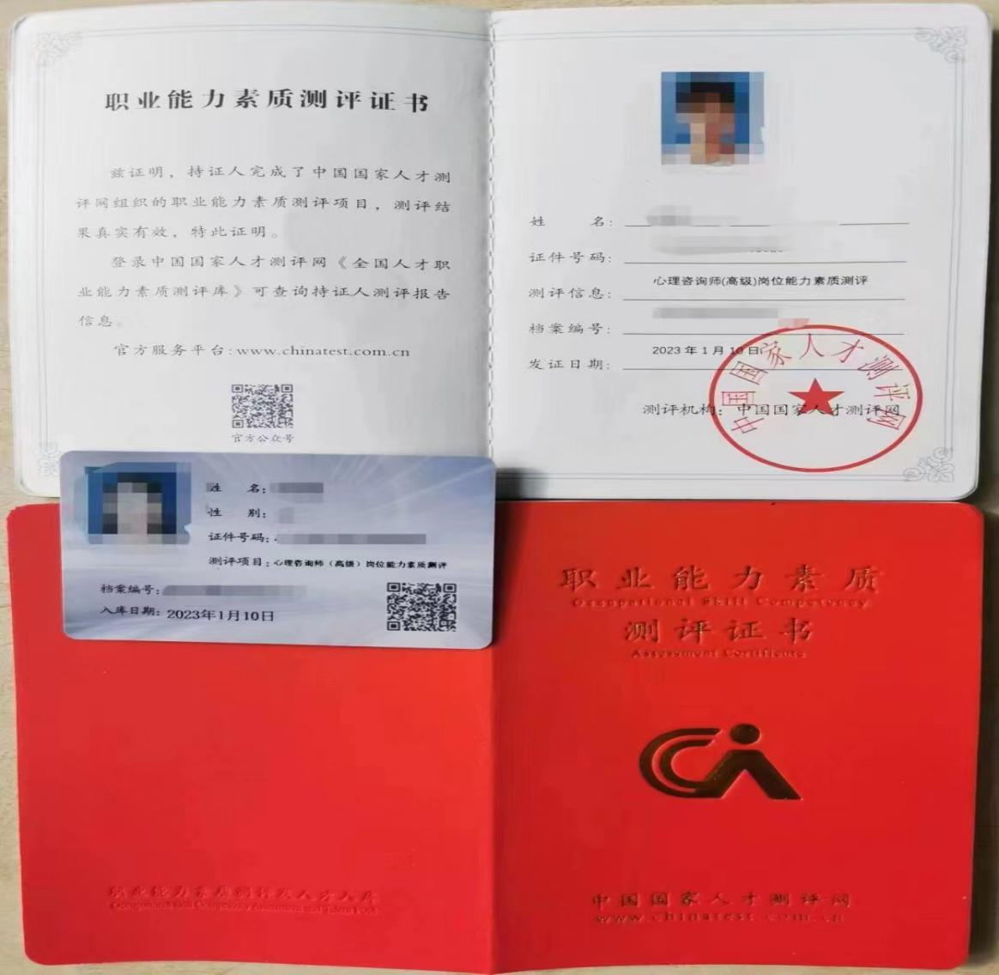 职业能力素质测评证书
兹证明，持证人完成了中国国家人才测
评网组织的职业能力素质测评项目，测评结
果真实有效，特此证明。
登录中国国家人才测评网《全国人才职
业能力素质测评库》可查询持证人测评报告
信息。
官方服务平台:www.chinatest.com.cn
官方公众号
姓 名:
证件号码:
测评信息: 心理咨询师(高级)岗位能力素质测评
档案编号:
发证日期: 2023年1月10日
测评机构: 中国国家人才测评网
中国国家人才测评网
姓 名:
性 别:
证件号码:
测评项目: 心理咨询师（高级）岗位能力素质测评
档案编号:
入库日期: 2023年1月10日
职业能力素质
Occupational Skill Competency
测评证书
Assessment Certificate
中国国家人才测评网
www.chinatest.com.cn